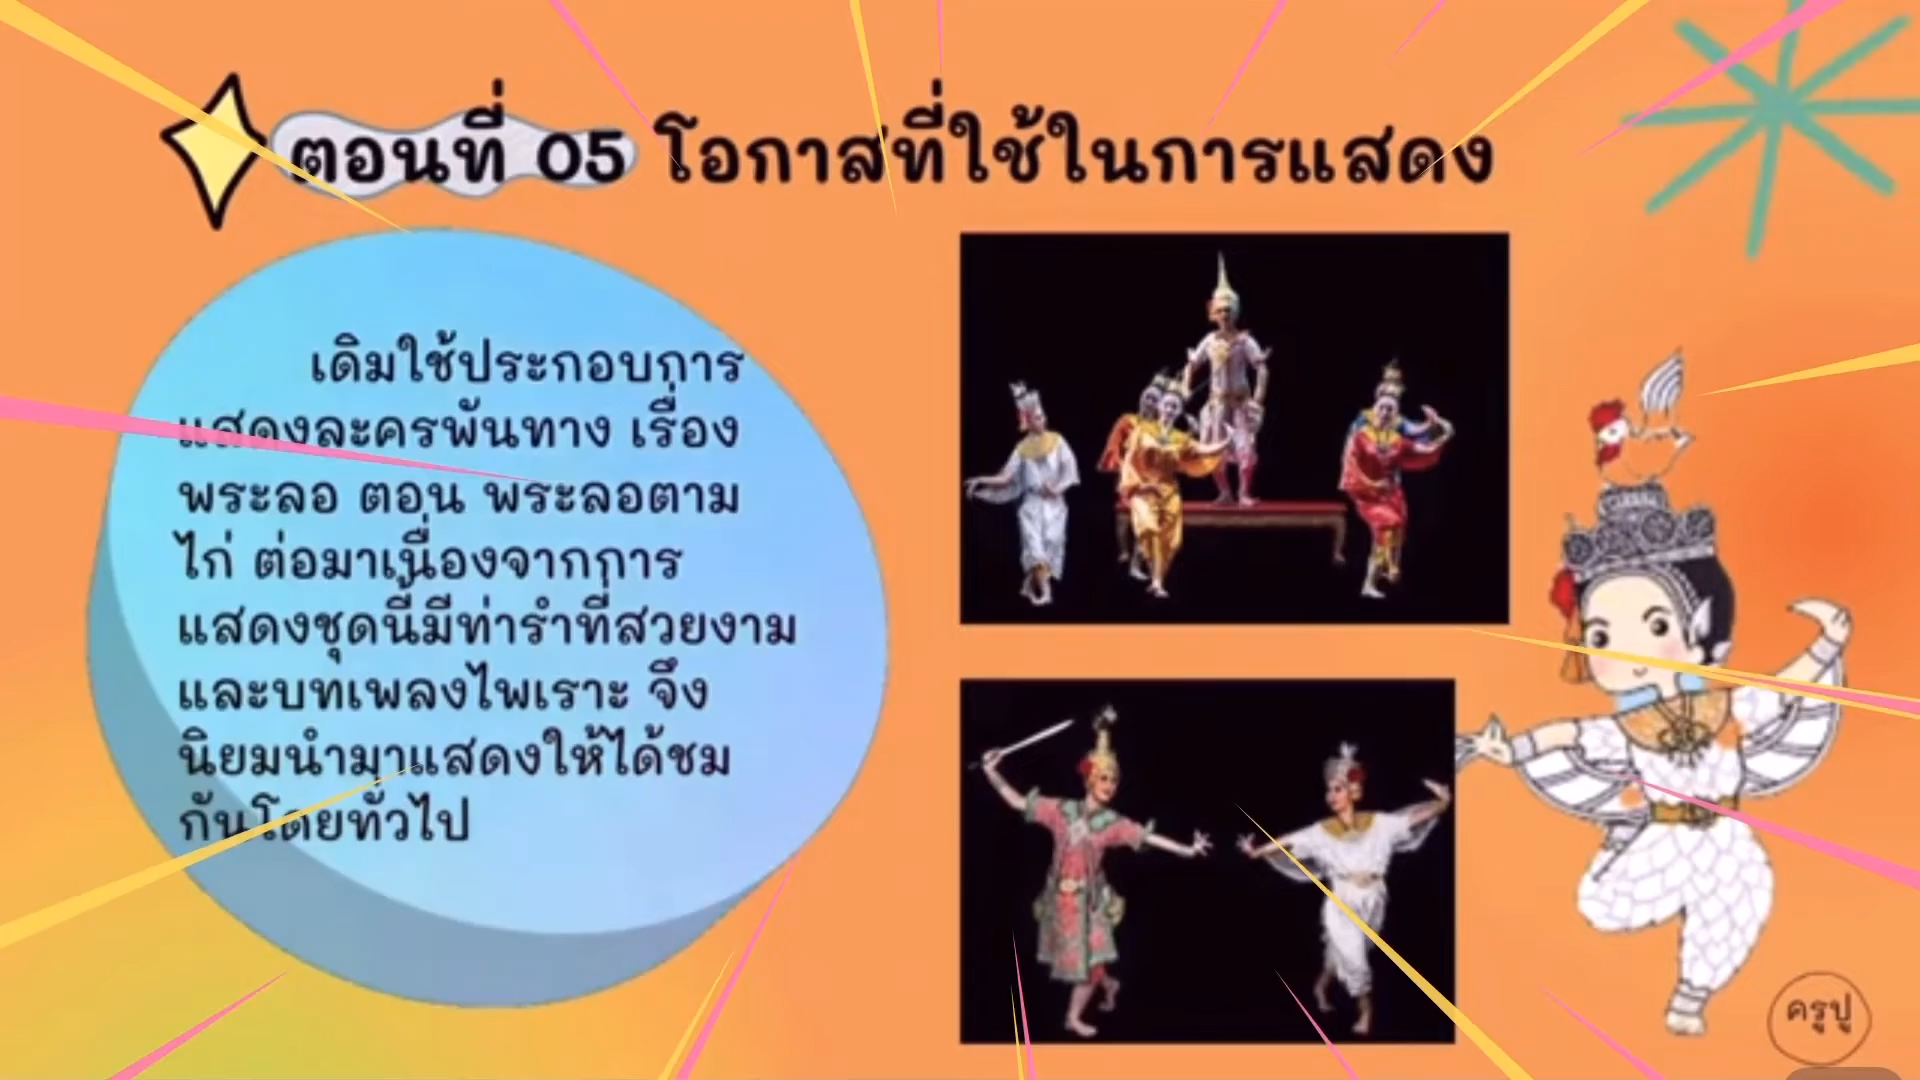 ตอนที่ 05 โอกาสที่ใช้ในการแสดง
เดิมใช้ประกอบการ
แสดงละครพันทาง เรื่อง
พระลอ ตอน พระลอตาม
ไก่ ต่อมาเนื่องจากการ
แสดงชุดนี้มีท่ารำที่สวยงาม
และบทเพลงไพเราะ จึง
นิยมนำมาแสดงให้ได้ชม
กันโดยทั่วไป
ครูปู